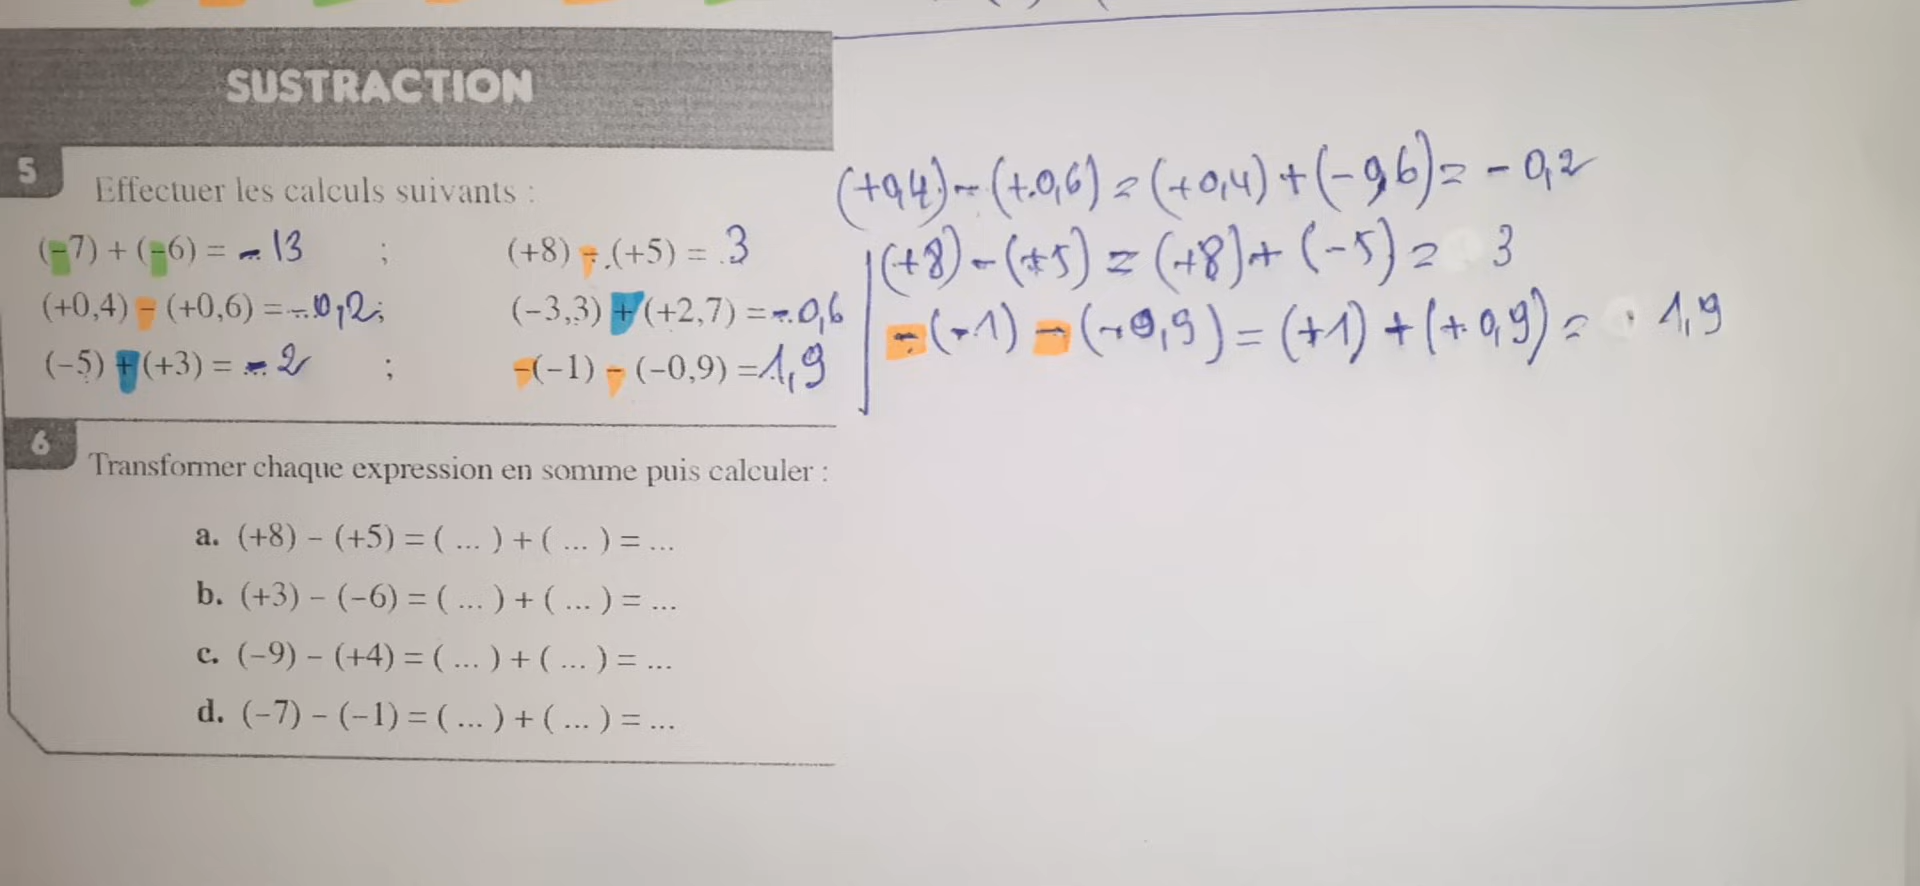 SUSTRACTION
5
Effectuer les calculs suivants :
(-7) + (-6) = - 13 ; (+8) - (+5) = 3
(+0,4) - (+0,6) = - 0,2 ; (-3,3) + (+2,7) = - 0,6
(-5) + (+3) = - 2 ; -(-1) - (-0,9) = 1,9
(+0,4) - (+0,6) = (+0,4) + (-0,6) = - 0,2
(+8) - (+5) = (+8) + (-5) = 3
-(-1) - (-0,9) = (+1) + (+0,9) = 1,9
6
Transformer chaque expression en somme puis calculer :
a. (+8) – (+5) = ( ... ) + ( ... ) = ...
b. (+3) – (–6) = ( ... ) + ( ... ) = ...
c. (–9) – (+4) = ( ... ) + ( ... ) = ...
d. (–7) – (–1) = ( ... ) + ( ... ) = ...